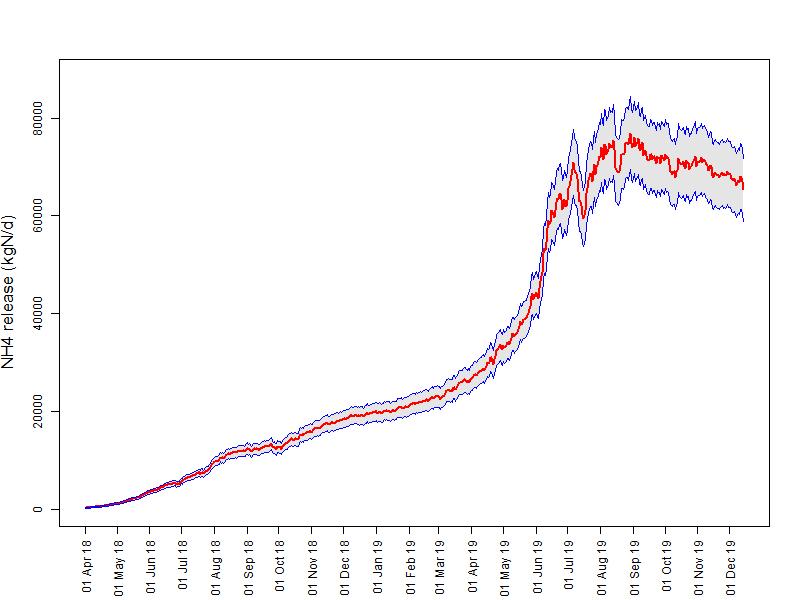 NH4 release (kgN/d)
80000
60000
40000
20000
0
01 Apr 18
01 May 18
01 Jun 18
01 Jul 18
01 Aug 18
01 Sep 18
01 Oct 18
01 Nov 18
01 Dec 18
01 Jan 19
01 Feb 19
01 Mar 19
01 Apr 19
01 May 19
01 Jun 19
01 Jul 19
01 Aug 19
01 Sep 19
01 Oct 19
01 Nov 19
01 Dec 19